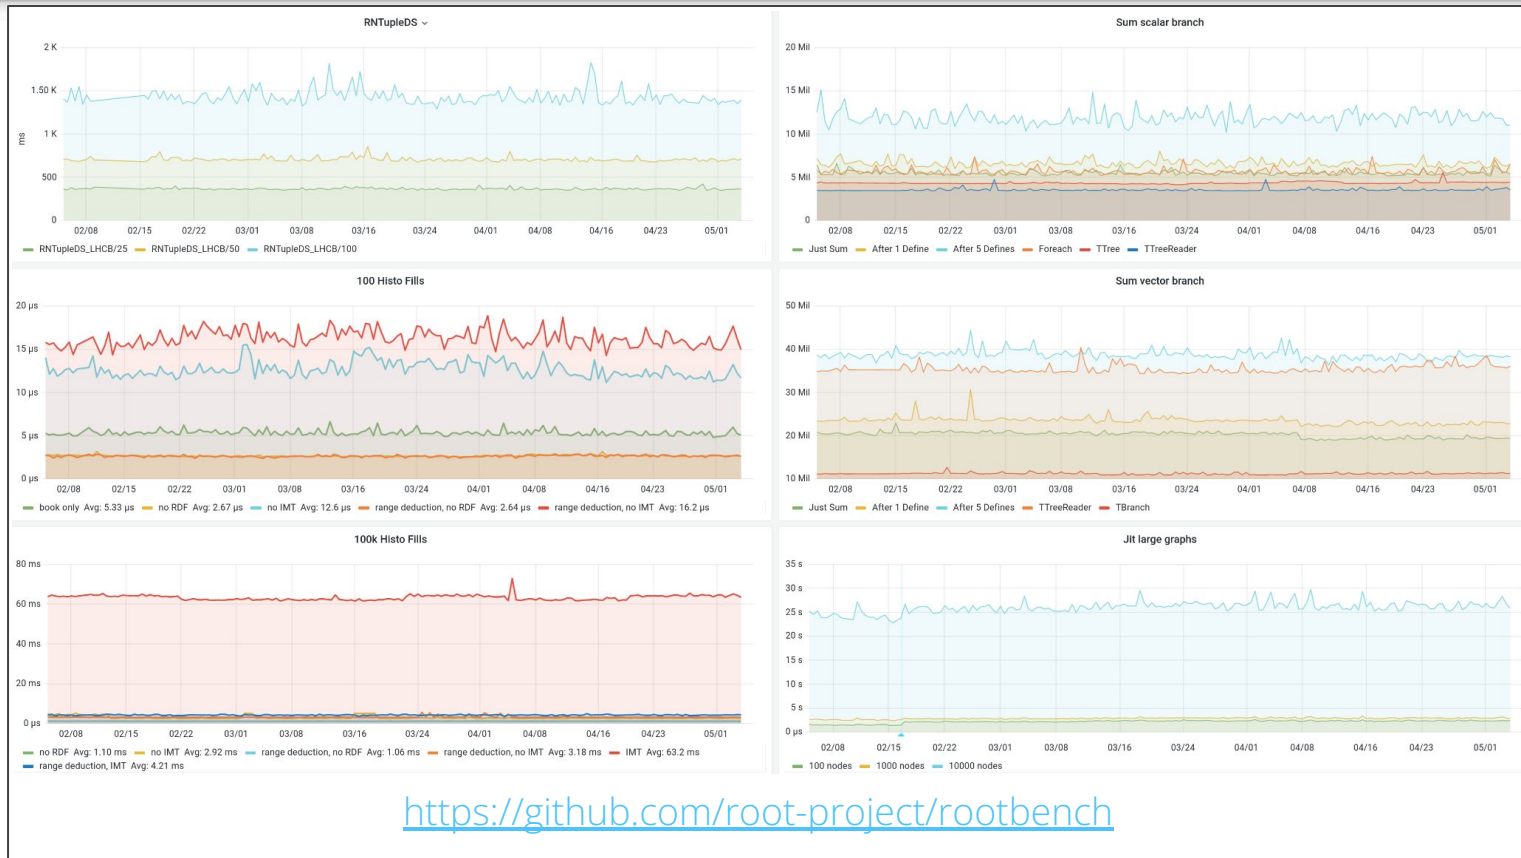 RNTupleDS
2 K
1.50 K
1 K
500
0
ms
02/08 02/15 02/22 03/01 03/08 03/16 03/24 04/01 04/08 04/16 04/23 05/01
RNTupleDS_LHCB/25 RNTupleDS_LHCB/50 RNTupleDS_LHCB/100
Sum scalar branch
20 Mil
15 Mil
10 Mil
5 Mil
0
02/08 02/15 02/22 03/01 03/08 03/16 03/24 04/01 04/08 04/16 04/23 05/01
Just Sum After 1 Define After 5 Defines Foreach TTree TTreeReader
100 Histo Fills
20 µs
15 µs
10 µs
5 µs
0 µs
02/08 02/15 02/22 03/01 03/08 03/16 03/24 04/01 04/08 04/16 04/23 05/01
book only Avg: 5.33 µs no RDF Avg: 2.67 µs no IMT Avg: 12.6 µs range deduction, no RDF Avg: 2.64 µs range deduction, no IMT Avg: 16.2 µs
Sum vector branch
50 Mil
40 Mil
30 Mil
20 Mil
10 Mil
02/08 02/15 02/22 03/01 03/08 03/16 03/24 04/01 04/08 04/16 04/23 05/01
Just Sum After 1 Define After 5 Defines TTreeReader TBranch
100k Histo Fills
80 ms
60 ms
40 ms
20 ms
0 µs
02/08 02/15 02/22 03/01 03/08 03/16 03/24 04/01 04/08 04/16 04/23 05/01
no RDF Avg: 1.10 ms no IMT Avg: 2.92 ms range deduction, no RDF Avg: 1.06 ms range deduction, no IMT Avg: 3.18 ms IMT Avg: 63.2 ms
range deduction, IMT Avg: 4.21 ms
Jit large graphs
35 s
30 s
25 s
20 s
15 s
10 s
5 s
0 µs
02/08 02/15 02/22 03/01 03/08 03/16 03/24 04/01 04/08 04/16 04/23 05/01
100 nodes 1000 nodes 10000 nodes
https://github.com/root-project/rootbench